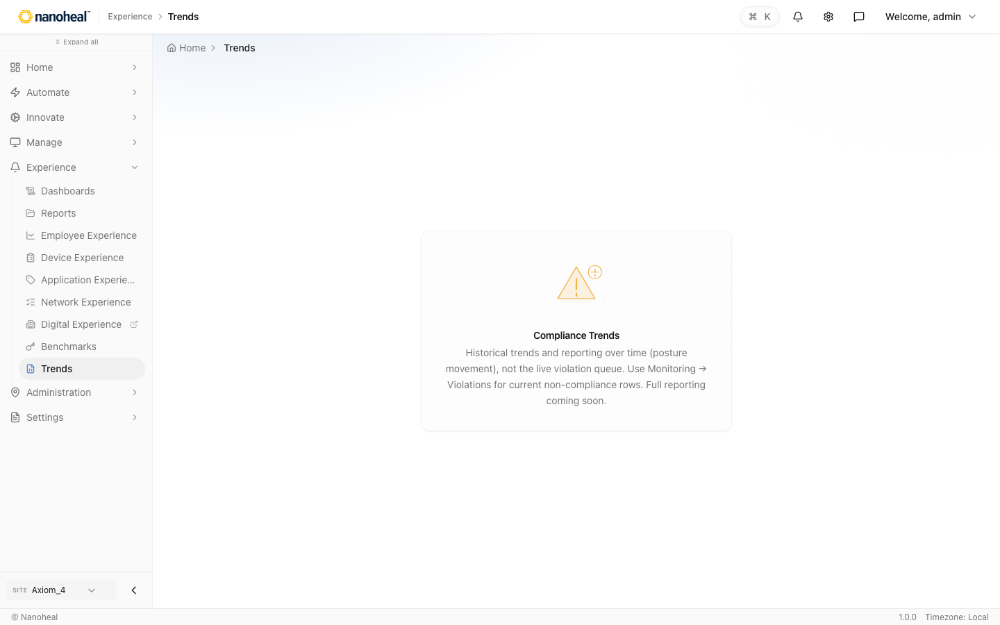 nanoheal™
Experience > Trends
⌘ K
Welcome, admin
Expand all
Home > Trends
Home
Automate
Innovate
Manage
Experience
Dashboards
Reports
Employee Experience
Device Experience
Application Experie...
Network Experience
Digital Experience
Benchmarks
Trends
Administration
Settings
Compliance Trends
Historical trends and reporting over time (posture
movement), not the live violation queue. Use Monitoring →
Violations for current non-compliance rows. Full reporting
coming soon.
SITE Axiom_4
© Nanoheal
1.0.0 Timezone: Local